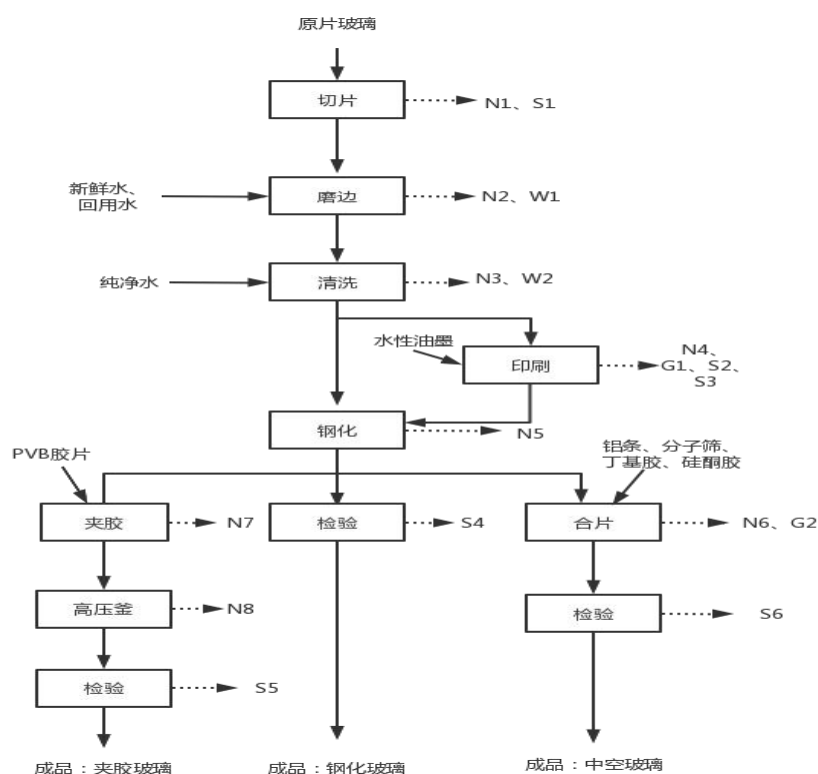 原片玻璃
切片
N1、S1
新鲜水、
回用水
磨边
N2、W1
纯净水
清洗
N3、W2
水性油墨
印刷
N4、
G1、S2、
S3
钢化
N5
PVB胶片
铝条、分子筛、
丁基胶、硅酮胶
夹胶
N7
检验
S4
合片
N6、G2
高压釜
N8
检验
S6
检验
S5
成品：夹胶玻璃
成品：钢化玻璃
成品：中空玻璃